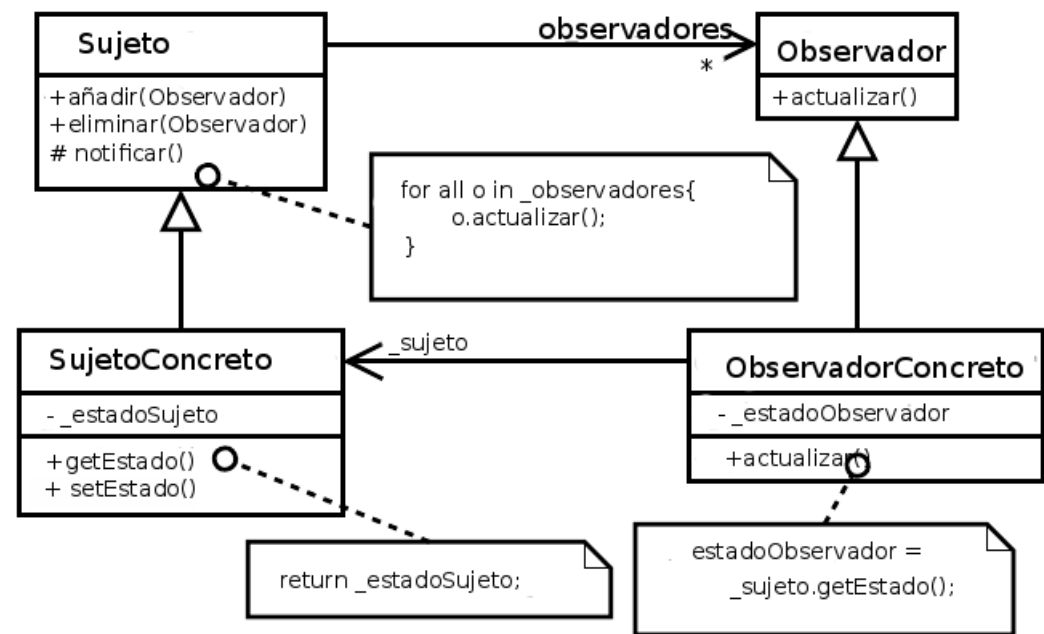 Sujeto
+añadir(Observador)
+eliminar(Observador)
# notificar()
observadores
*
Observador
+actualizar()
for all o in _observadores{
o.actualizar();
}
SujetoConcreto
- _estadoSujeto
+getEstado()
+ setEstado()
_sujeto
ObservadorConcreto
- _estadoObservador
+actualizar()
return _estadoSujeto;
estadoObservador =
_sujeto.getEstado();